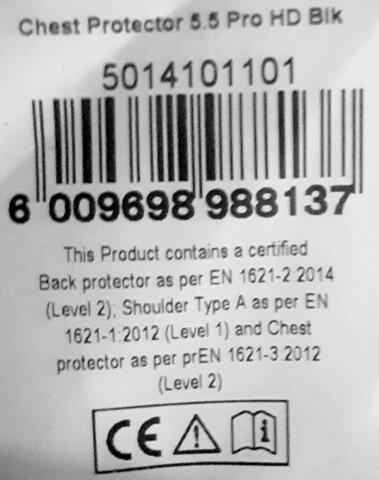 Chest Protector 5.5 Pro HD Blk
5014101101
6 009698 988137
This Product contains a certified
Back protector as per EN 1621-2:2014
(Level 2); Shoulder Type A as per EN
1621-1:2012 (Level 1) and Chest
protector as per prEN 1621-3:2012
(Level 2)
CE